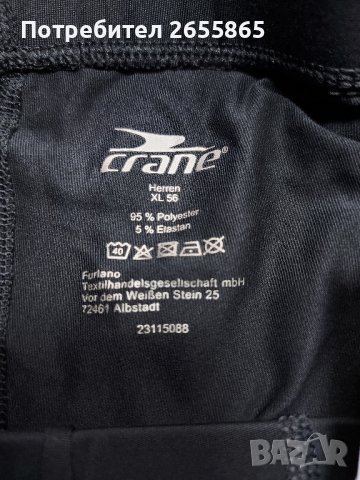 Потребител 2655865
crane®
Herren
XL 56
95 % Polyester
5 % Elastan
40
Furlano
Textilhandelsgesellschaft mbH
Vor dem Weißen Stein 25
72461 Albstadt
23115088
BAZAR